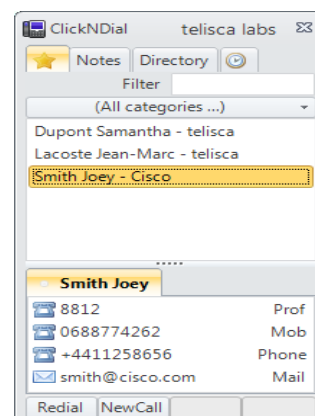 ClickNDial telisca labs
Notes Directory
Filter
(All categories ...)
Dupont Samantha - telisca
Lacoste Jean-Marc - telisca
Smith Joey - Cisco
Smith Joey
8812 Prof
0688774262 Mob
+4411258656 Phone
smith@cisco.com Mail
Redial NewCall